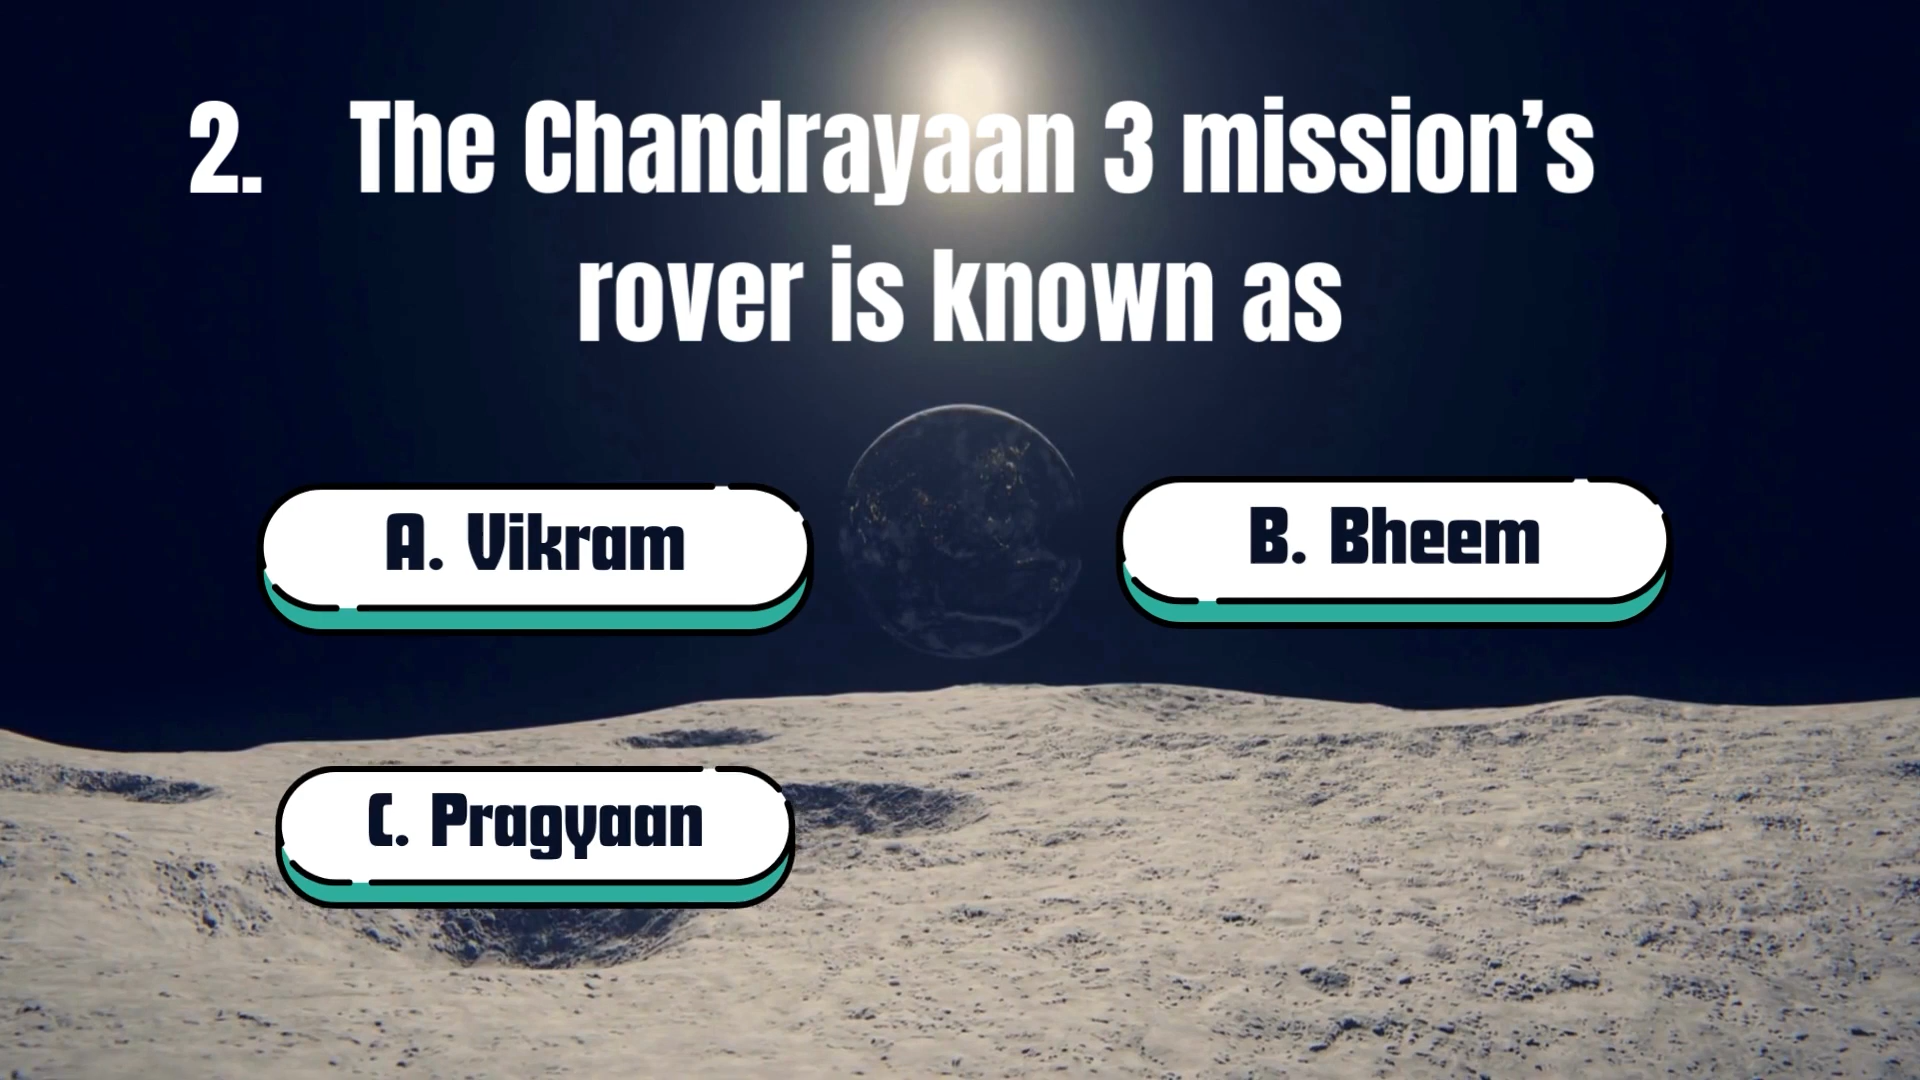 2. The Chandrayaan 3 mission’s
rover is known as
A. Vikram
B. Bheem
C. Pragyaan